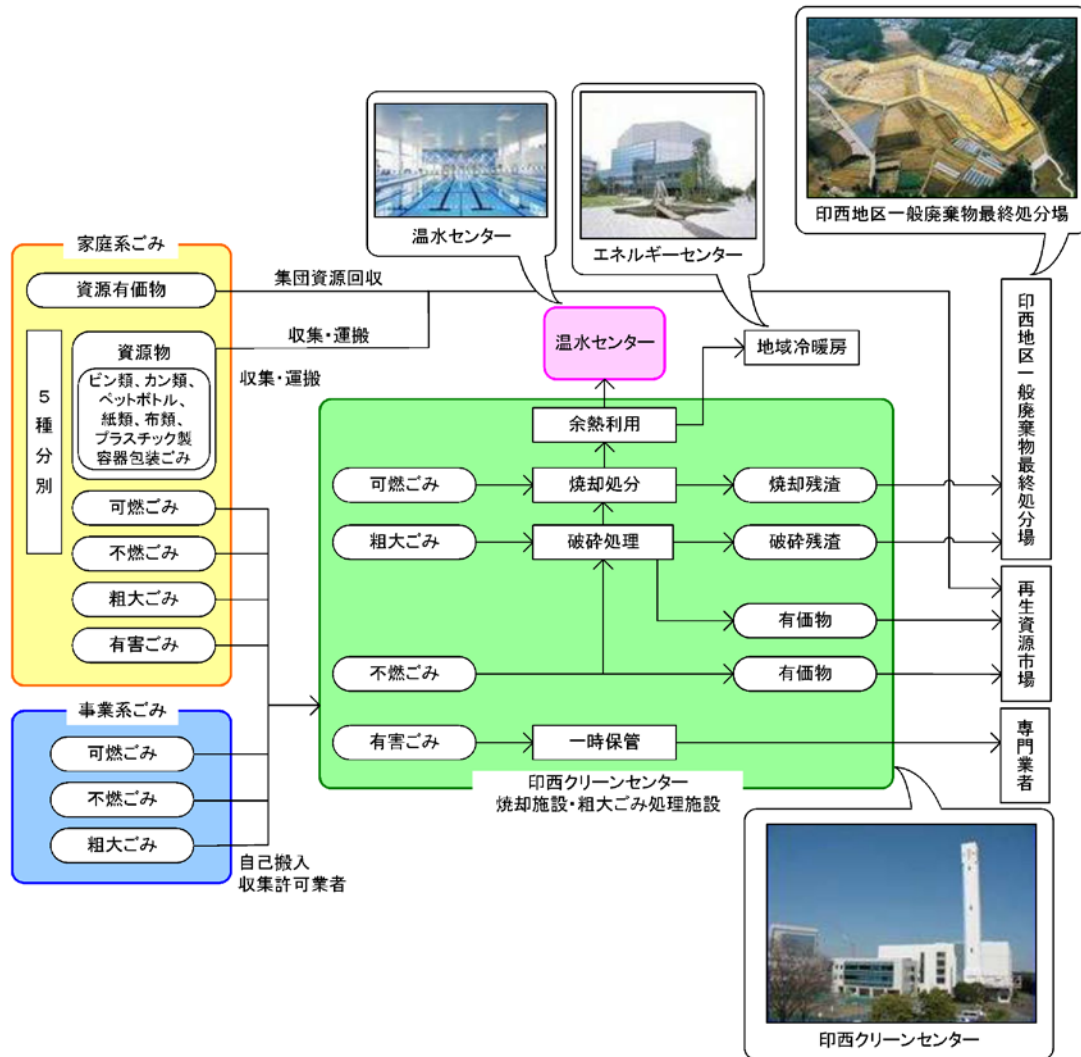 温水センター
エネルギーセンター
印西地区一般廃棄物最終処分場
家庭系ごみ
資源有価物
集団資源回収
5種分別
資源物
ビン類、カン類、
ペットボトル、
紙類、布類、
プラスチック製
容器包装ごみ
収集・運搬
収集・運搬
可燃ごみ
不燃ごみ
粗大ごみ
有害ごみ
事業系ごみ
可燃ごみ
不燃ごみ
粗大ごみ
自己搬入
収集許可業者
温水センター
地域冷暖房
余熱利用
可燃ごみ
焼却処分
焼却残渣
粗大ごみ
破砕処理
破砕残渣
有価物
不燃ごみ
有価物
有害ごみ
一時保管
印西クリーンセンター
焼却施設・粗大ごみ処理施設
印西地区一般廃棄物最終処分場
再生資源市場
専門業者
印西クリーンセンター